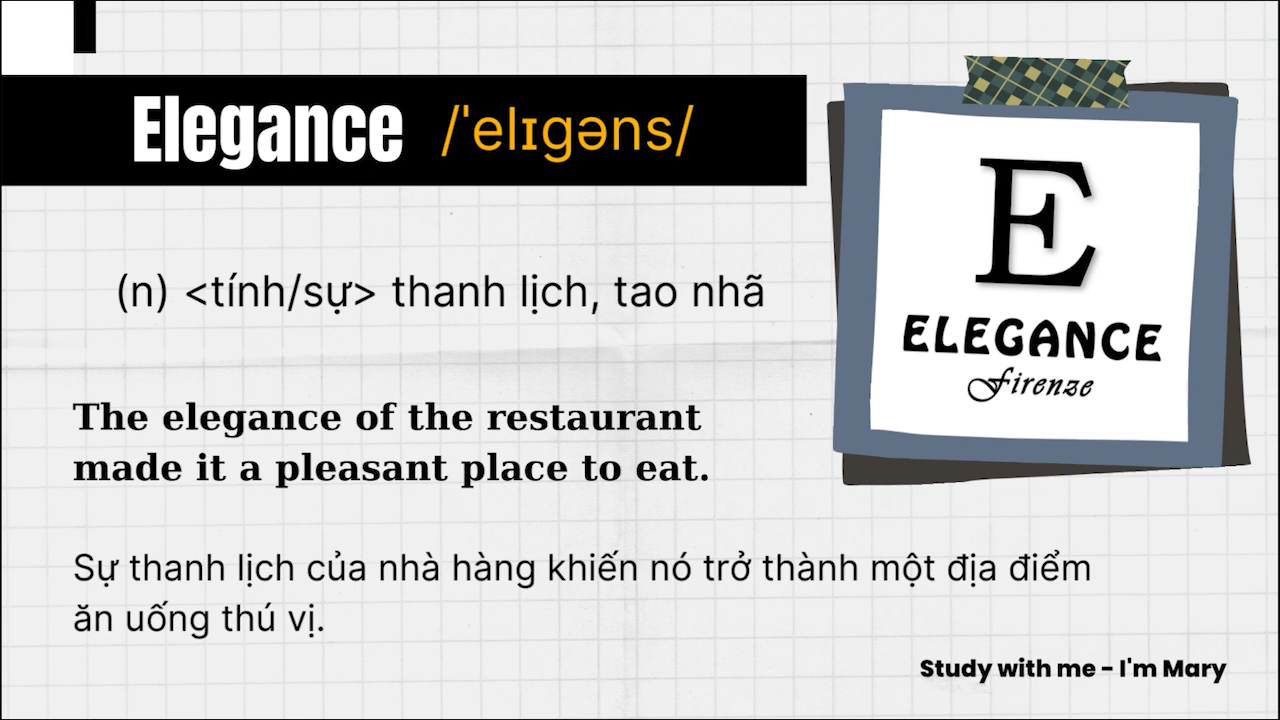 Elegance /ˈelɪɡəns/
E
ELEGANCE
Firenze
(n) <tính/sự> thanh lịch, tao nhã
The elegance of the restaurant
made it a pleasant place to eat.
Sự thanh lịch của nhà hàng khiến nó trở thành một địa điểm
ăn uống thú vị.
Study with me - I'm Mary